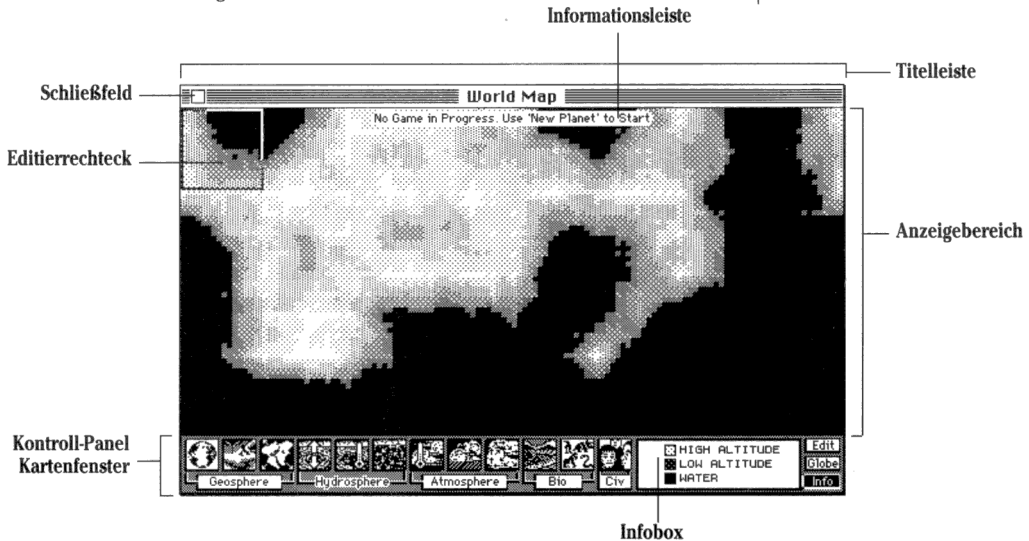 Informationsleiste
Titelleiste
Schließfeld
World Map
No Game in Progress. Use 'New Planet' to Start
Editierrechteck
Anzeigebereich
Kontroll-Panel
Kartenfenster
Geosphere
Hydrosphere
Atmosphere
Bio
Civ
HIGH ALTITUDE
LOW ALTITUDE
WATER
Edit
Globe
Info
Infobox